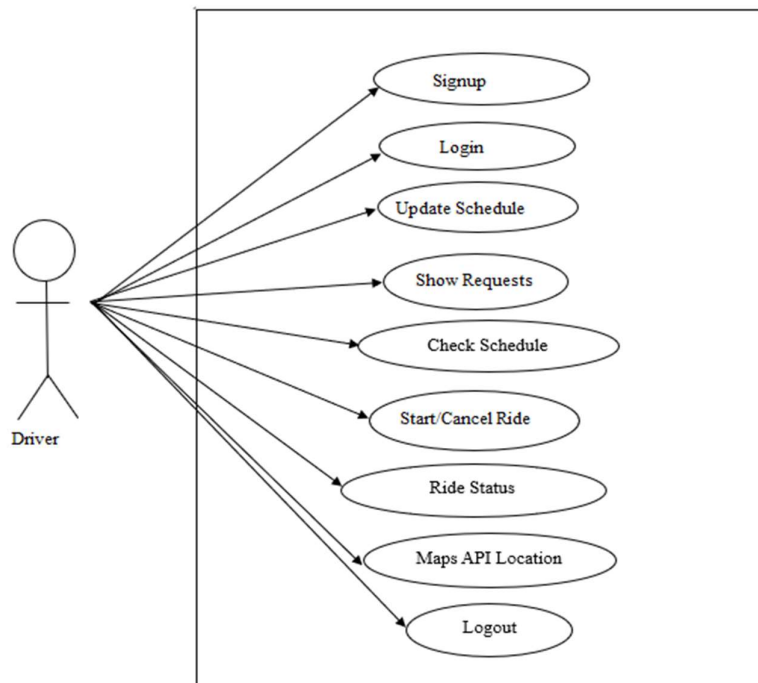 Signup
Login
Update Schedule
Show Requests
Check Schedule
Start/Cancel Ride
Driver
Ride Status
Maps API Location
Logout